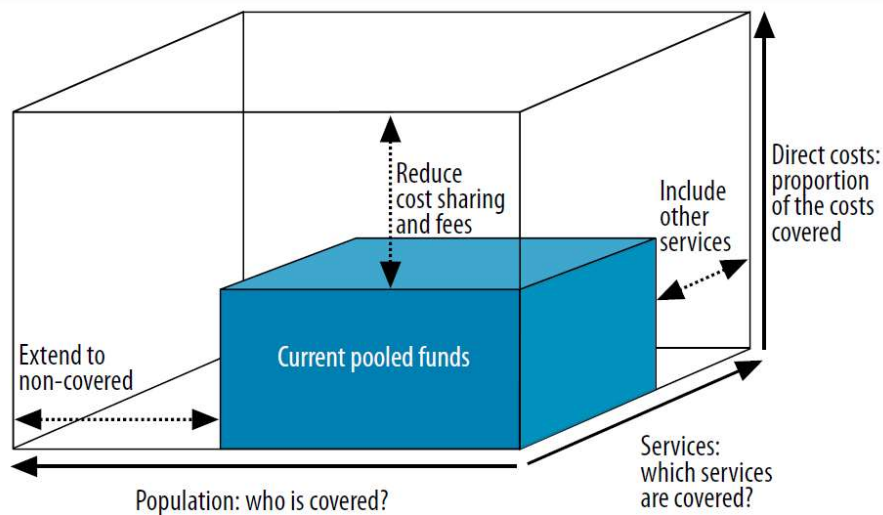 Reduce
cost sharing
and fees
Direct costs:
proportion
of the costs
covered
Include
other
services
Extend to
non-covered
Current pooled funds
Services:
which services
are covered?
Population: who is covered?